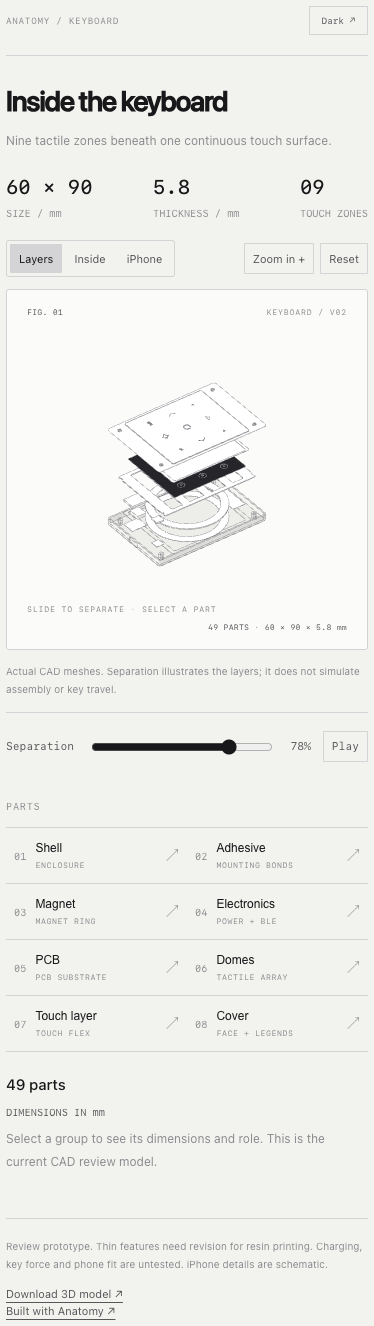 ANATOMY / KEYBOARD
Dark ↗
Inside the keyboard
Nine tactile zones beneath one continuous touch surface.
60 × 90 5.8 09
SIZE / mm THICKNESS / mm TOUCH ZONES
Layers Inside iPhone Zoom in + Reset
FIG. 01 KEYBOARD / V02
SLIDE TO SEPARATE · SELECT A PART
49 PARTS · 60 × 90 × 5.8 mm
Actual CAD meshes. Separation illustrates the layers; it does not simulate
assembly or key travel.
Separation 78% Play
PARTS
01 Shell ↗ 02 Adhesive ↗
ENCLOSURE MOUNTING BONDS
03 Magnet ↗ 04 Electronics ↗
MAGNET RING POWER + BLE
05 PCB ↗ 06 Domes ↗
PCB SUBSTRATE TACTILE ARRAY
07 Touch layer ↗ 08 Cover ↗
TOUCH FLEX FACE + LEGENDS
49 parts
DIMENSIONS IN mm
Select a group to see its dimensions and role. This is the
current CAD review model.
Review prototype. Thin features need revision for resin printing. Charging,
key force and phone fit are untested. iPhone details are schematic.
Download 3D model ↗
Built with Anatomy ↗